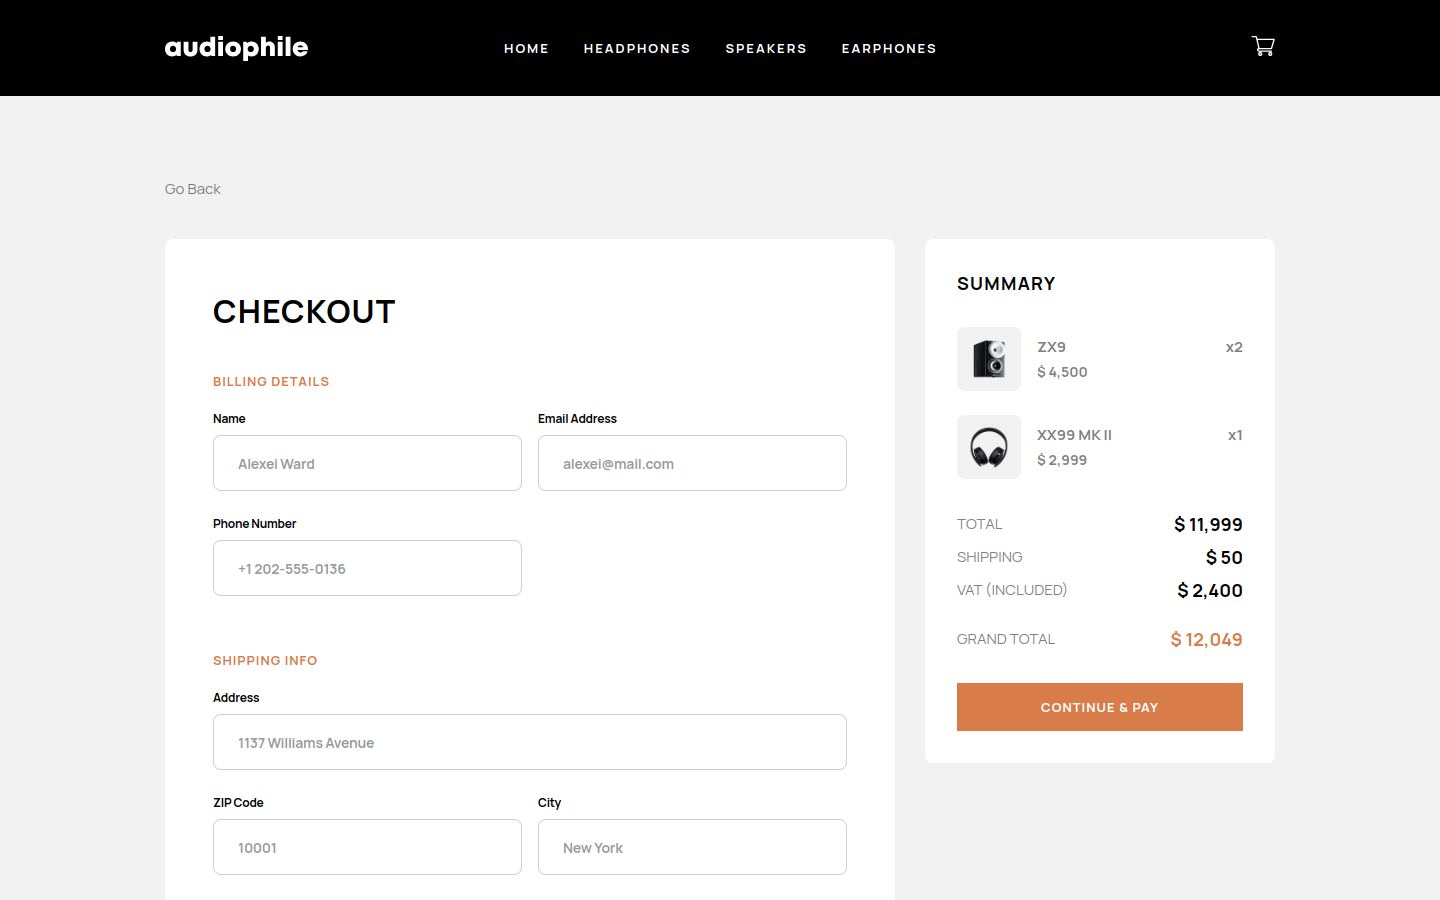 audiophile
HOME HEADPHONES SPEAKERS EARPHONES
Go Back
CHECKOUT
BILLING DETAILS
Name Email Address
Alexei Ward alexei@mail.com
Phone Number
+1 202-555-0136
SHIPPING INFO
Address
1137 Williams Avenue
ZIP Code City
10001 New York
SUMMARY
ZX9 x2
$ 4,500
XX99 MK II x1
$ 2,999
TOTAL $ 11,999
SHIPPING $ 50
VAT (INCLUDED) $ 2,400
GRAND TOTAL $ 12,049
CONTINUE & PAY